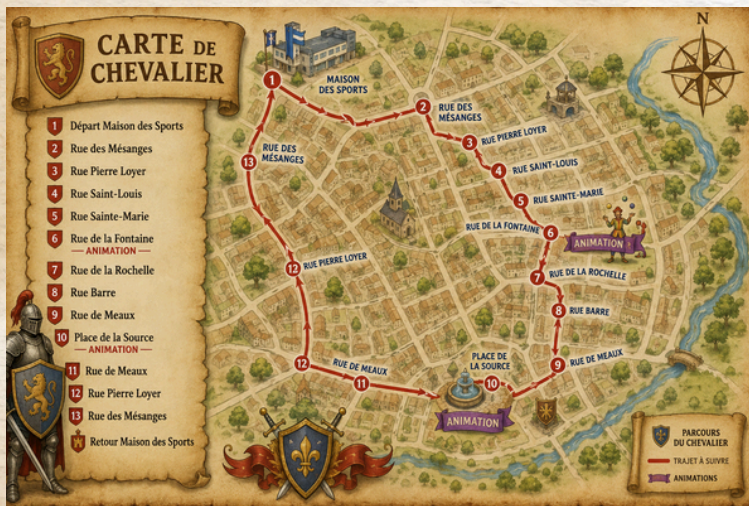 CARTE DE
CHEVALIER
1 Départ Maison des Sports
2 Rue des Mésanges
3 Rue Pierre Loyer
4 Rue Saint-Louis
5 Rue Sainte-Marie
6 Rue de la Fontaine
ANIMATION
7 Rue de la Rochelle
8 Rue Barre
9 Rue de Meaux
10 Place de la Source
ANIMATION
11 Rue de Meaux
12 Rue Pierre Loyer
13 Rue des Mésanges
Retour Maison des Sports
N
1
MAISON
DES SPORTS
2
RUE DES
MÉSANGES
3 RUE PIERRE LOYER
13
RUE DES
MÉSANGES
4 RUE SAINT-LOUIS
5 RUE SAINTE-MARIE
RUE DE LA FONTAINE 6
ANIMATION
12 RUE PIERRE LOYER
7 RUE DE LA ROCHELLE
8 RUE BARRE
12
RUE DE MEAUX
11
PLACE DE
LA SOURCE
10
9 RUE DE MEAUX
ANIMATION
PARCOURS
DU CHEVALIER
TRAJET À SUIVRE
ANIMATIONS